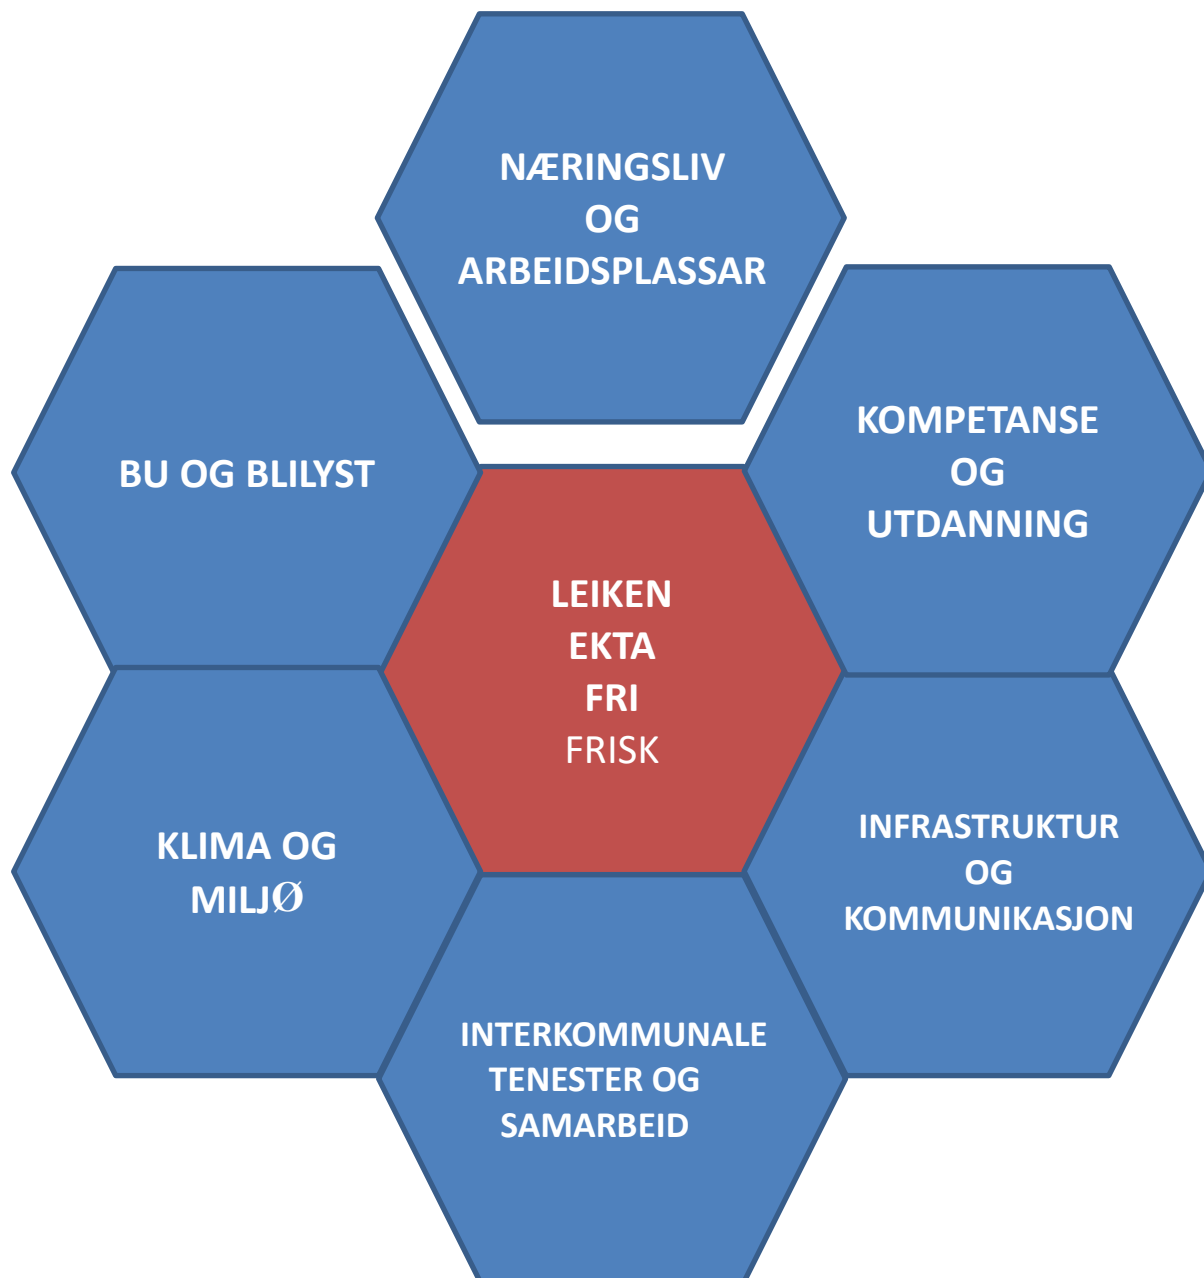 NÆRINGSLIV
OG
ARBEIDSPLASSAR
KOMPETANSE
OG
UTDANNING
BU OG BLILYST
LEIKEN
EKTA
FRI
FRISK
KLIMA OG
MILJØ
INFRASTRUKTUR
OG
KOMMUNIKASJON
INTERKOMMUNALE
TENESTER OG
SAMARBEID